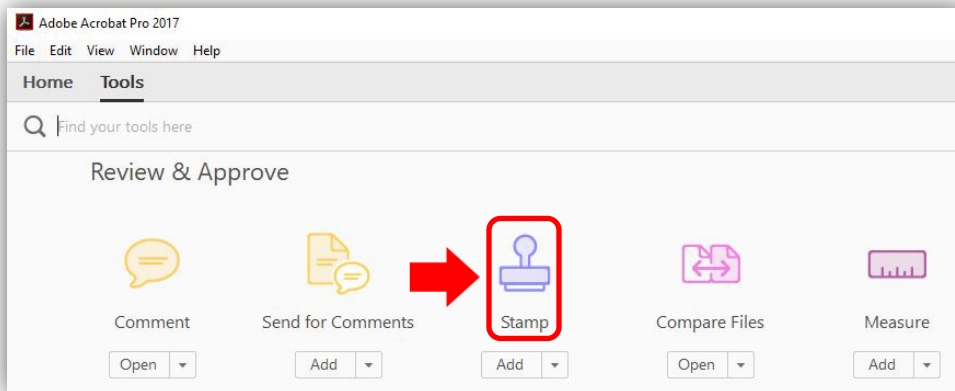 Adobe Acrobat Pro 2017
File Edit View Window Help
Home Tools
Find your tools here
Review & Approve
Comment Send for Comments Stamp Compare Files Measure
Open Add Add Open Add